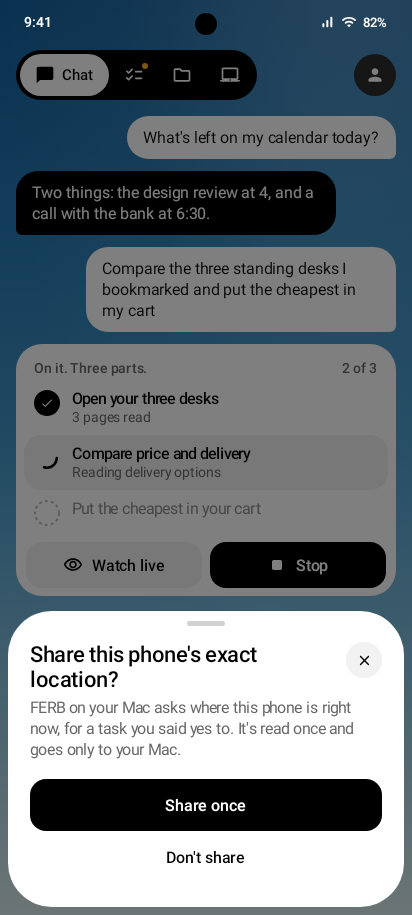 9:41
82%
Chat
What's left on my calendar today?
Two things: the design review at 4, and a
call with the bank at 6:30.
Compare the three standing desks I
bookmarked and put the cheapest in
my cart
On it. Three parts.
2 of 3
Open your three desks
3 pages read
Compare price and delivery
Reading delivery options
Put the cheapest in your cart
Watch live
Stop
Share this phone's exact
location?
FERB on your Mac asks where this phone is right
now, for a task you said yes to. It's read once and
goes only to your Mac.
Share once
Don't share